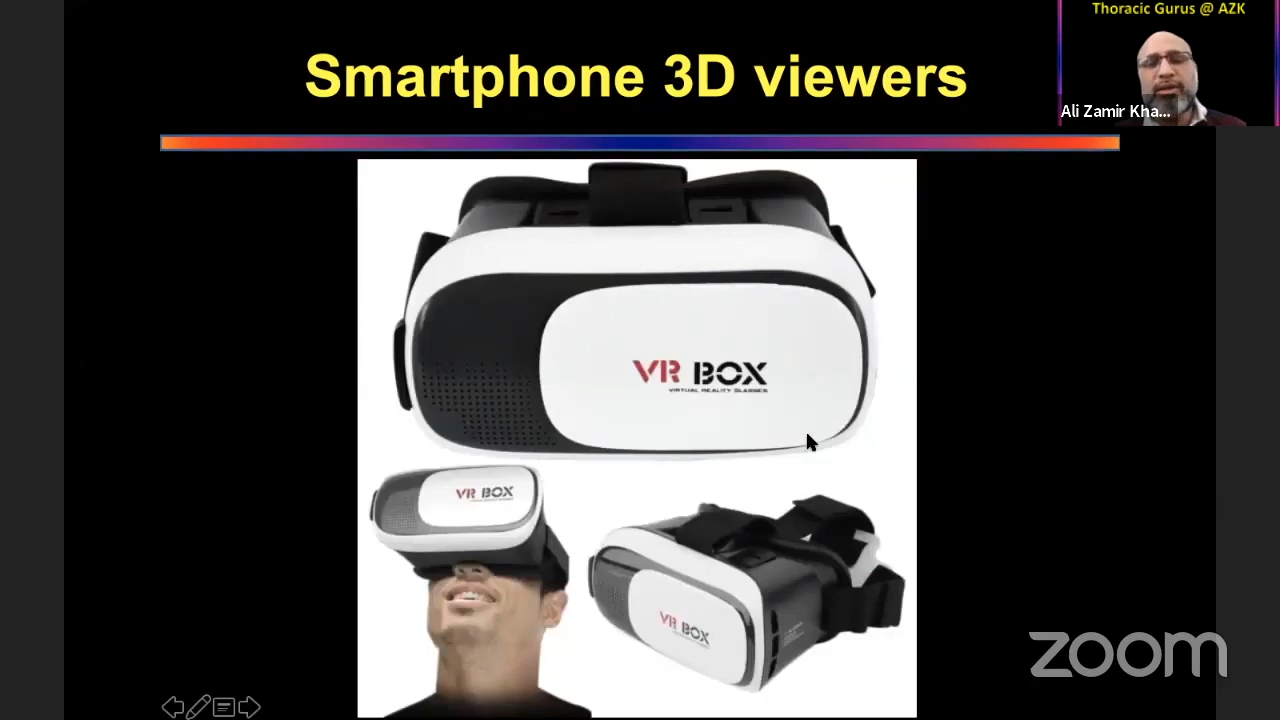 Thoracic Gurus @ AZK
Smartphone 3D viewers
Ali Zamir Kha...
VR BOX
VIRTUAL REALITY GLASSES
VR BOX
VR BOX
zoom